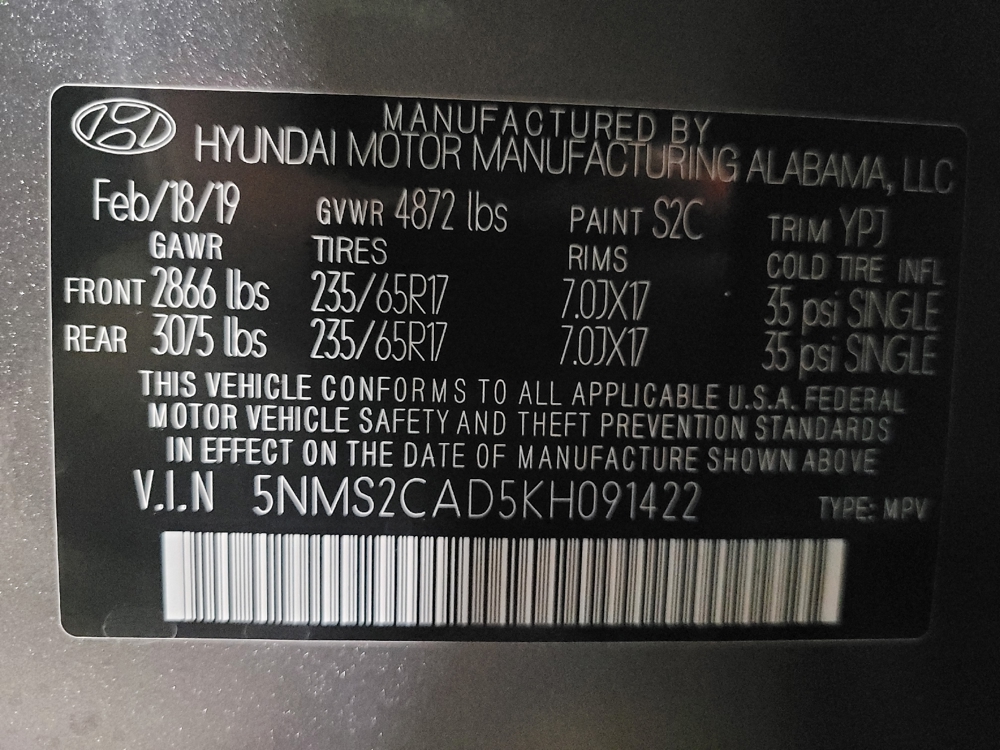 MANUFACTURED BY
HYUNDAI MOTOR MANUFACTURING ALABAMA, LLC
Feb/18/19 GVWR 4872 lbs PAINT S2C TRIM YPJ
GAWR TIRES RIMS COLD TIRE INFL
FRONT 2866 lbs 235/65R17 7.0JX17 35 psi SINGLE
REAR 3075 lbs 235/65R17 7.0JX17 35 psi SINGLE
THIS VEHICLE CONFORMS TO ALL APPLICABLE U.S.A. FEDERAL
MOTOR VEHICLE SAFETY AND THEFT PREVENTION STANDARDS
IN EFFECT ON THE DATE OF MANUFACTURE SHOWN ABOVE
V.I.N 5NMS2CAD5KH091422 TYPE: MPV